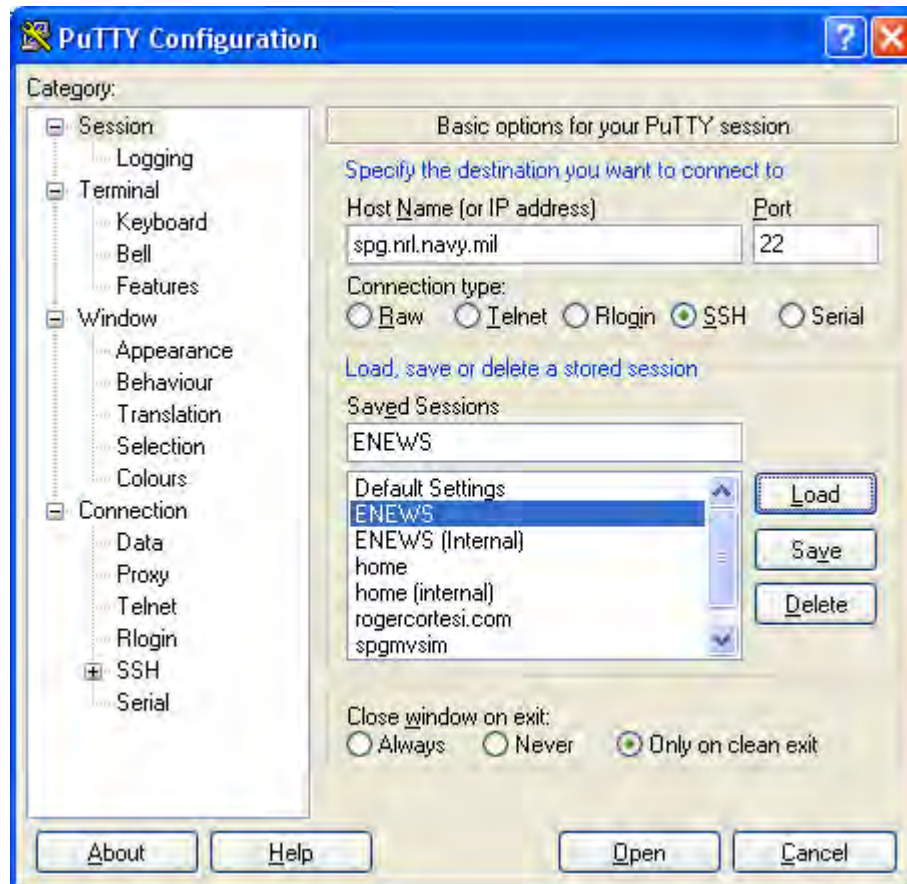 PuTTY Configuration
Category:
Session
Logging
Terminal
Keyboard
Bell
Features
Window
Appearance
Behaviour
Translation
Selection
Colours
Connection
Data
Proxy
Telnet
Rlogin
SSH
Serial
Basic options for your PuTTY session
Specify the destination you want to connect to
Host Name (or IP address) Port
spg.nrl.navy.mil 22
Connection type:
Raw Telnet Rlogin SSH Serial
Load, save or delete a stored session
Saved Sessions
ENEWS
Default Settings
ENEWS
ENEWS (Internal)
home
home (internal)
rogercortesi.com
spgmvsim
Load
Save
Delete
Close window on exit:
Always Never Only on clean exit
About Help Open Cancel